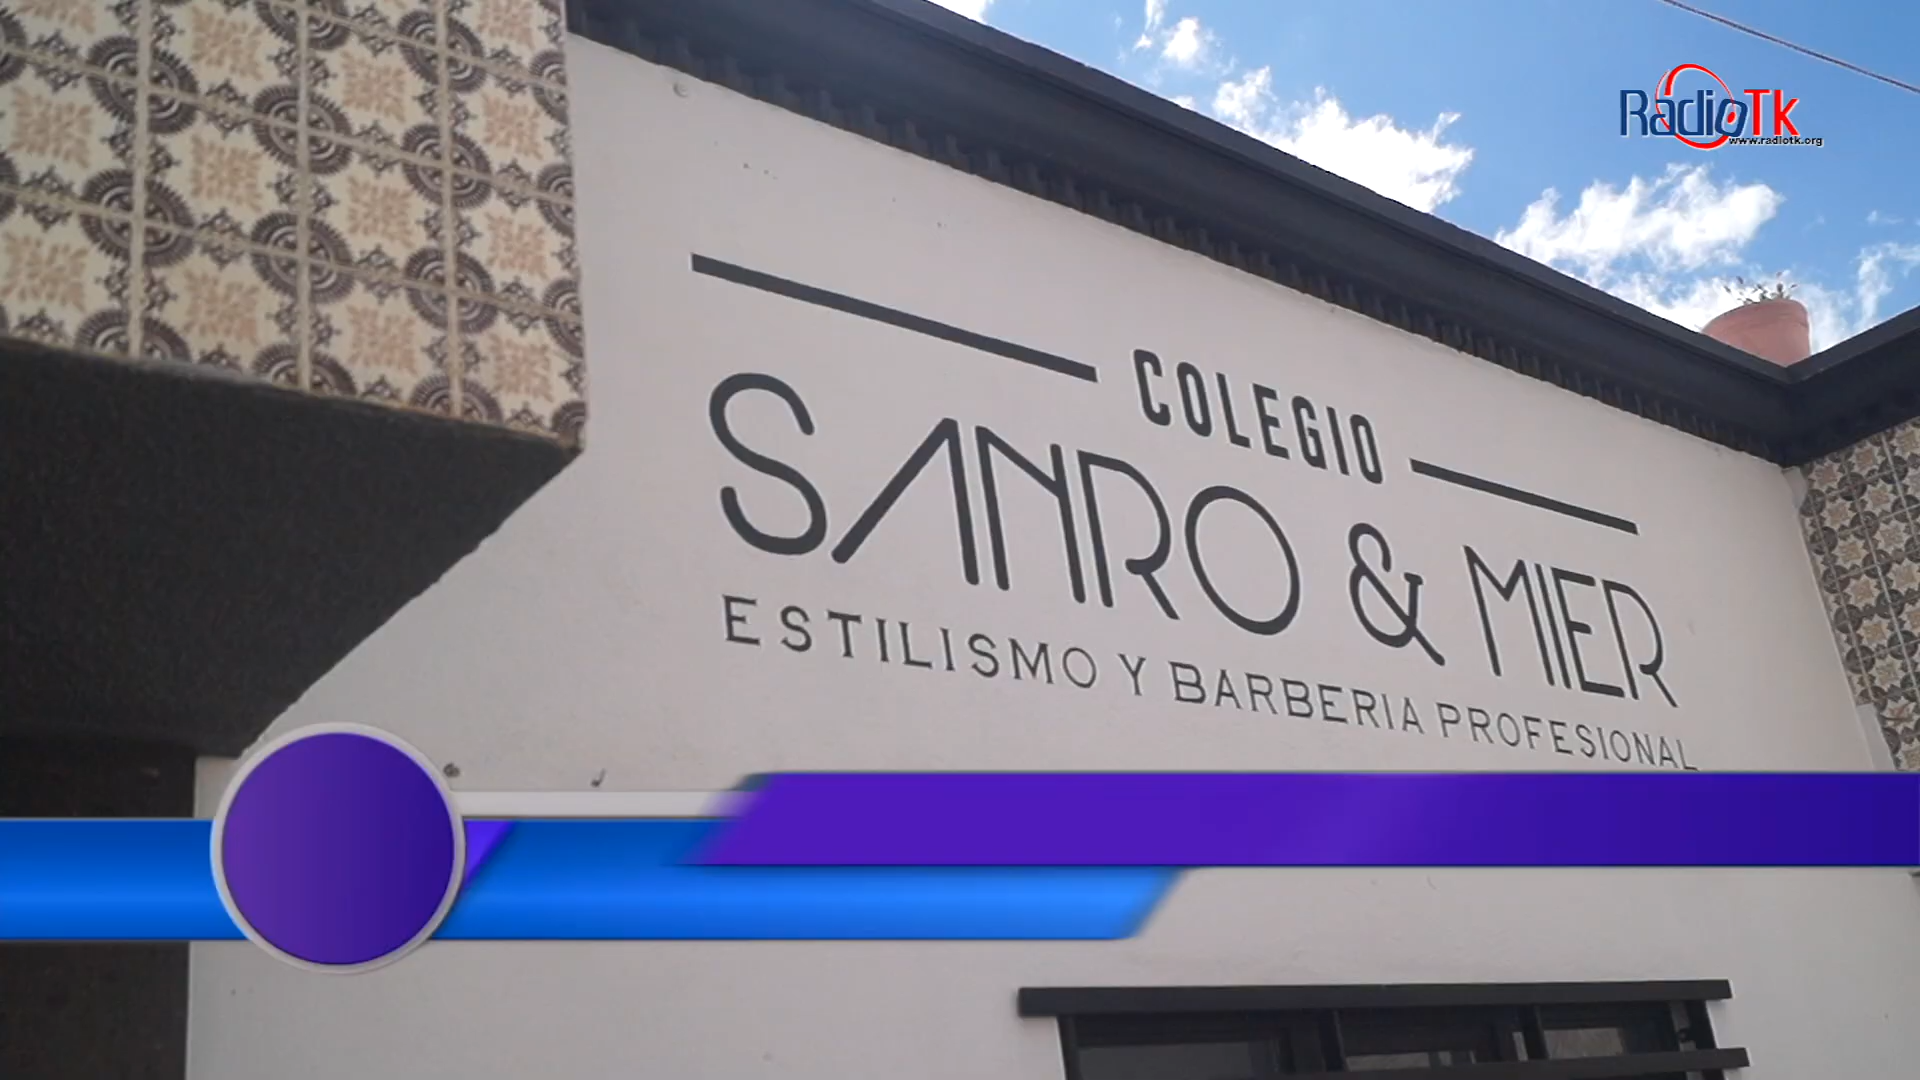 RadioTk
www.radiotk.org
COLEGIO
SANRO & MIER
ESTILISMO Y BARBERIA PROFESIONAL